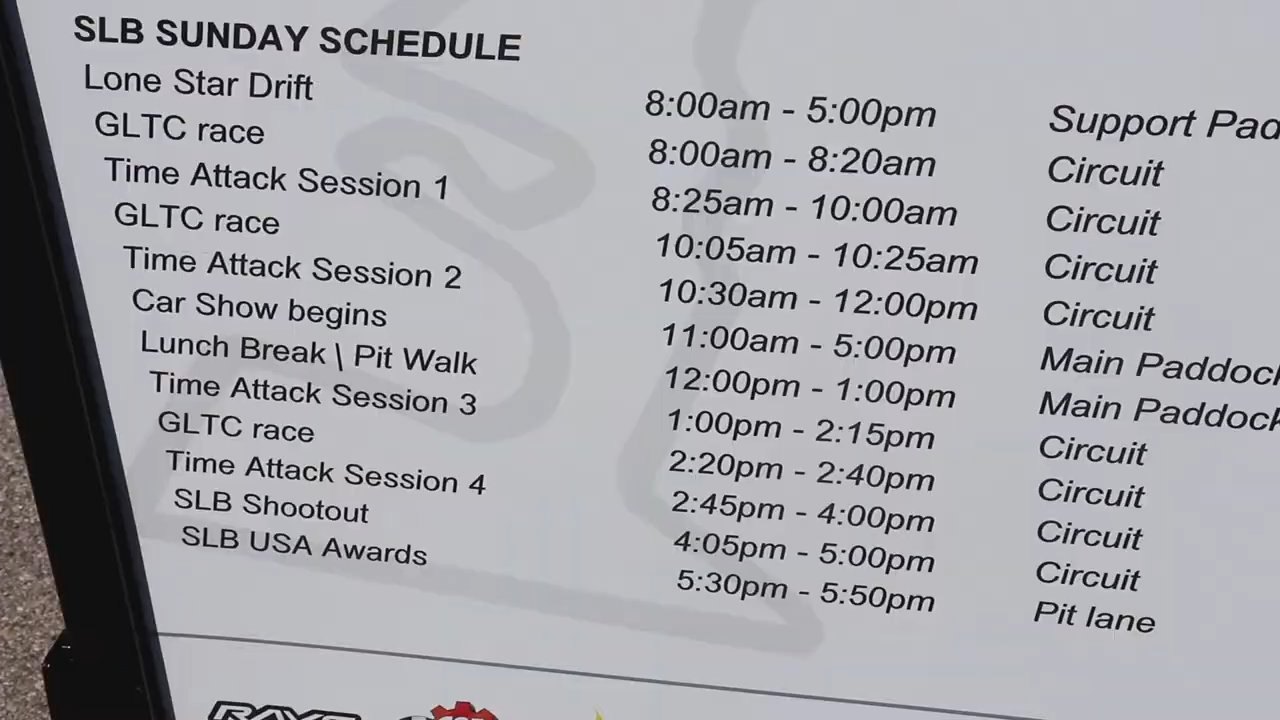 SLB SUNDAY SCHEDULE
Lone Star Drift 8:00am - 5:00pm Support
GLTC race 8:00am - 8:20am Circuit
Time Attack Session 1 8:25am - 10:00am Circuit
GLTC race 10:05am - 10:25am Circuit
Time Attack Session 2 10:30am - 12:00pm Circuit
Car Show begins 11:00am - 5:00pm Main Paddock
Lunch Break \ Pit Walk 12:00pm - 1:00pm Main Paddock
Time Attack Session 3 1:00pm - 2:15pm Circuit
GLTC race 2:20pm - 2:40pm Circuit
Time Attack Session 4 2:45pm - 4:00pm Circuit
SLB Shootout 4:05pm - 5:00pm Circuit
SLB USA Awards 5:30pm - 5:50pm Pit lane
RAYS